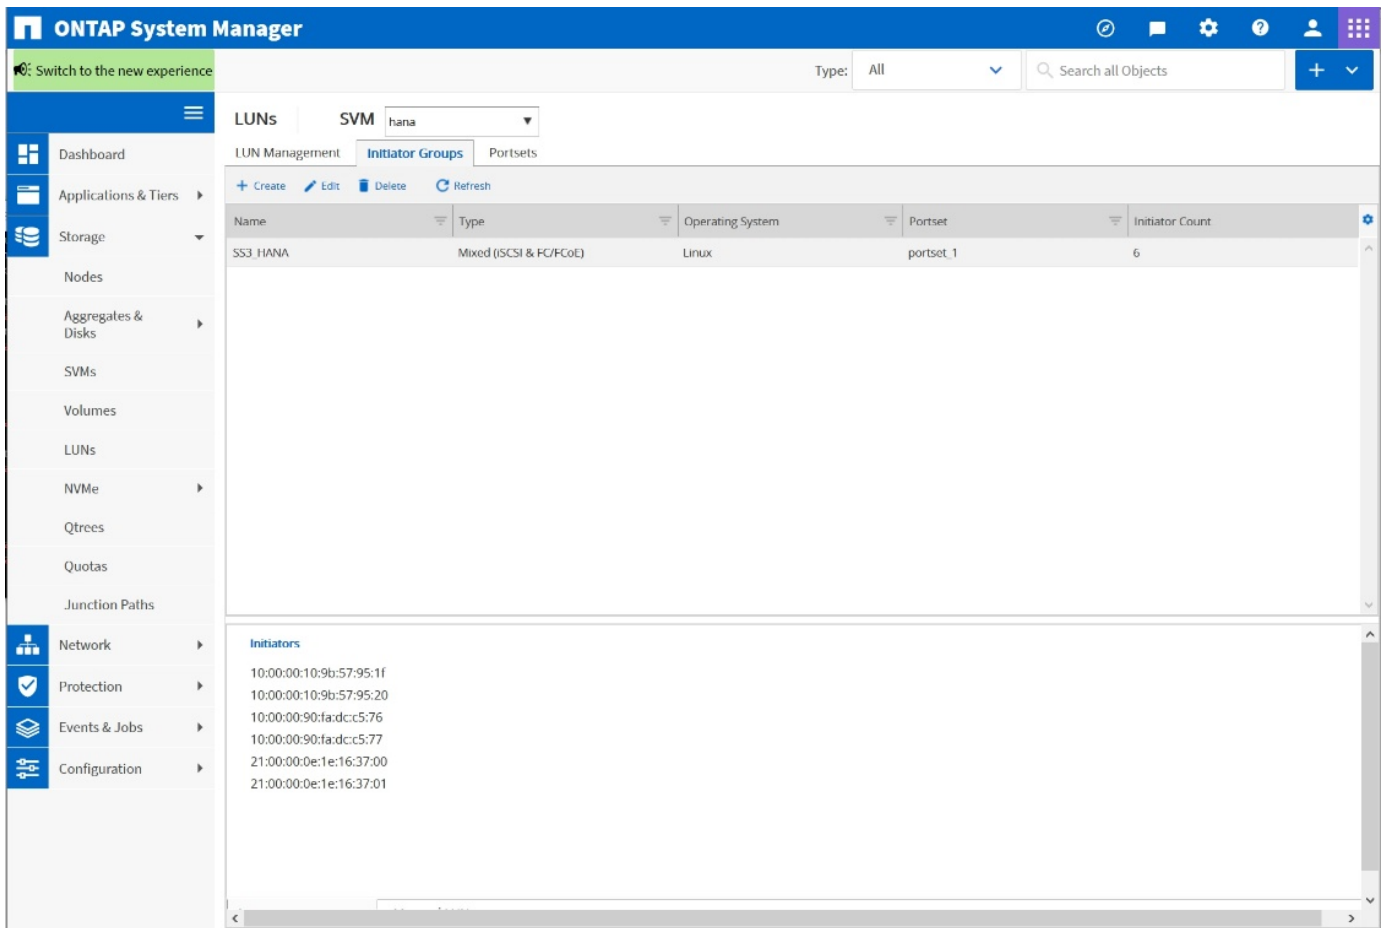 ONTAP System Manager
Switch to the new experience
Type: All Search all Objects
LUNs SVM hana
LUN Management Initiator Groups Portsets
Create Edit Delete Refresh
Name Type Operating System Portset Initiator Count
SS3_HANA Mixed (iSCSI & FC/FCoE) Linux portset_1 6
Dashboard
Applications & Tiers
Storage
Nodes
Aggregates &
Disks
SVMs
Volumes
LUNs
NVMe
Qtrees
Quotas
Junction Paths
Network
Protection
Events & Jobs
Configuration
Initiators
10:00:00:10:9b:57:95:1f
10:00:00:10:9b:57:95:20
10:00:00:90:fa:dc:c5:76
10:00:00:90:fa:dc:c5:77
21:00:00:0e:1e:16:37:00
21:00:00:0e:1e:16:37:01